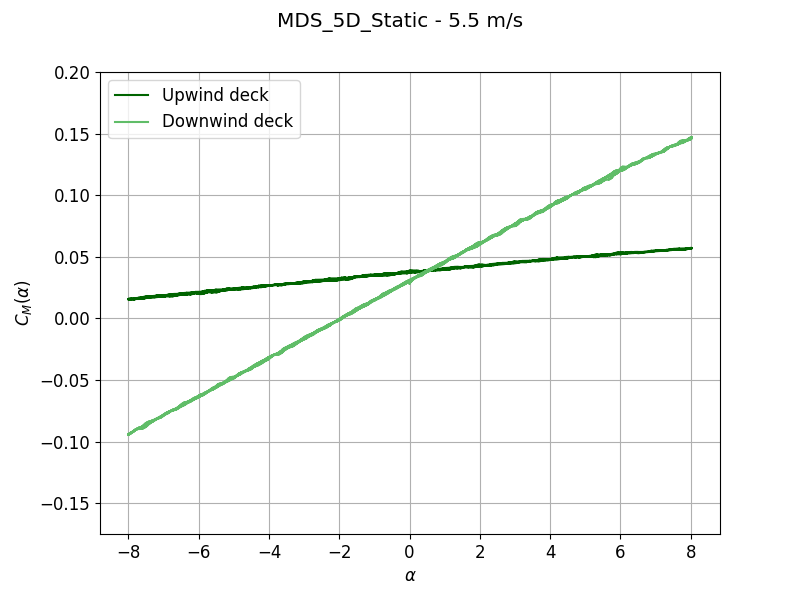 MDS_5D_Static - 5.5 m/s
Upwind deck
Downwind deck
0.20
0.15
0.10
0.05
0.00
−0.05
−0.10
−0.15
C_M(α)
−8 −6 −4 −2 0 2 4 6 8
α